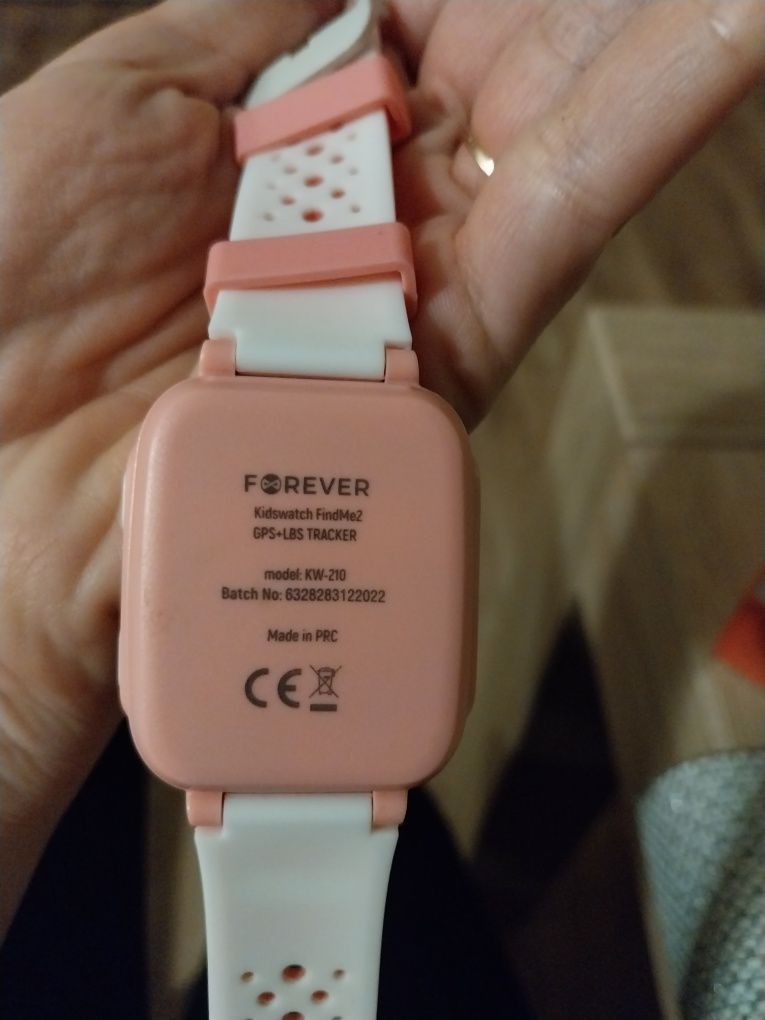 FOREVER
Kidswatch FindMe2
GPS+LBS TRACKER
model: KW-210
Batch No: 6328283122022
Made in PRC
CE